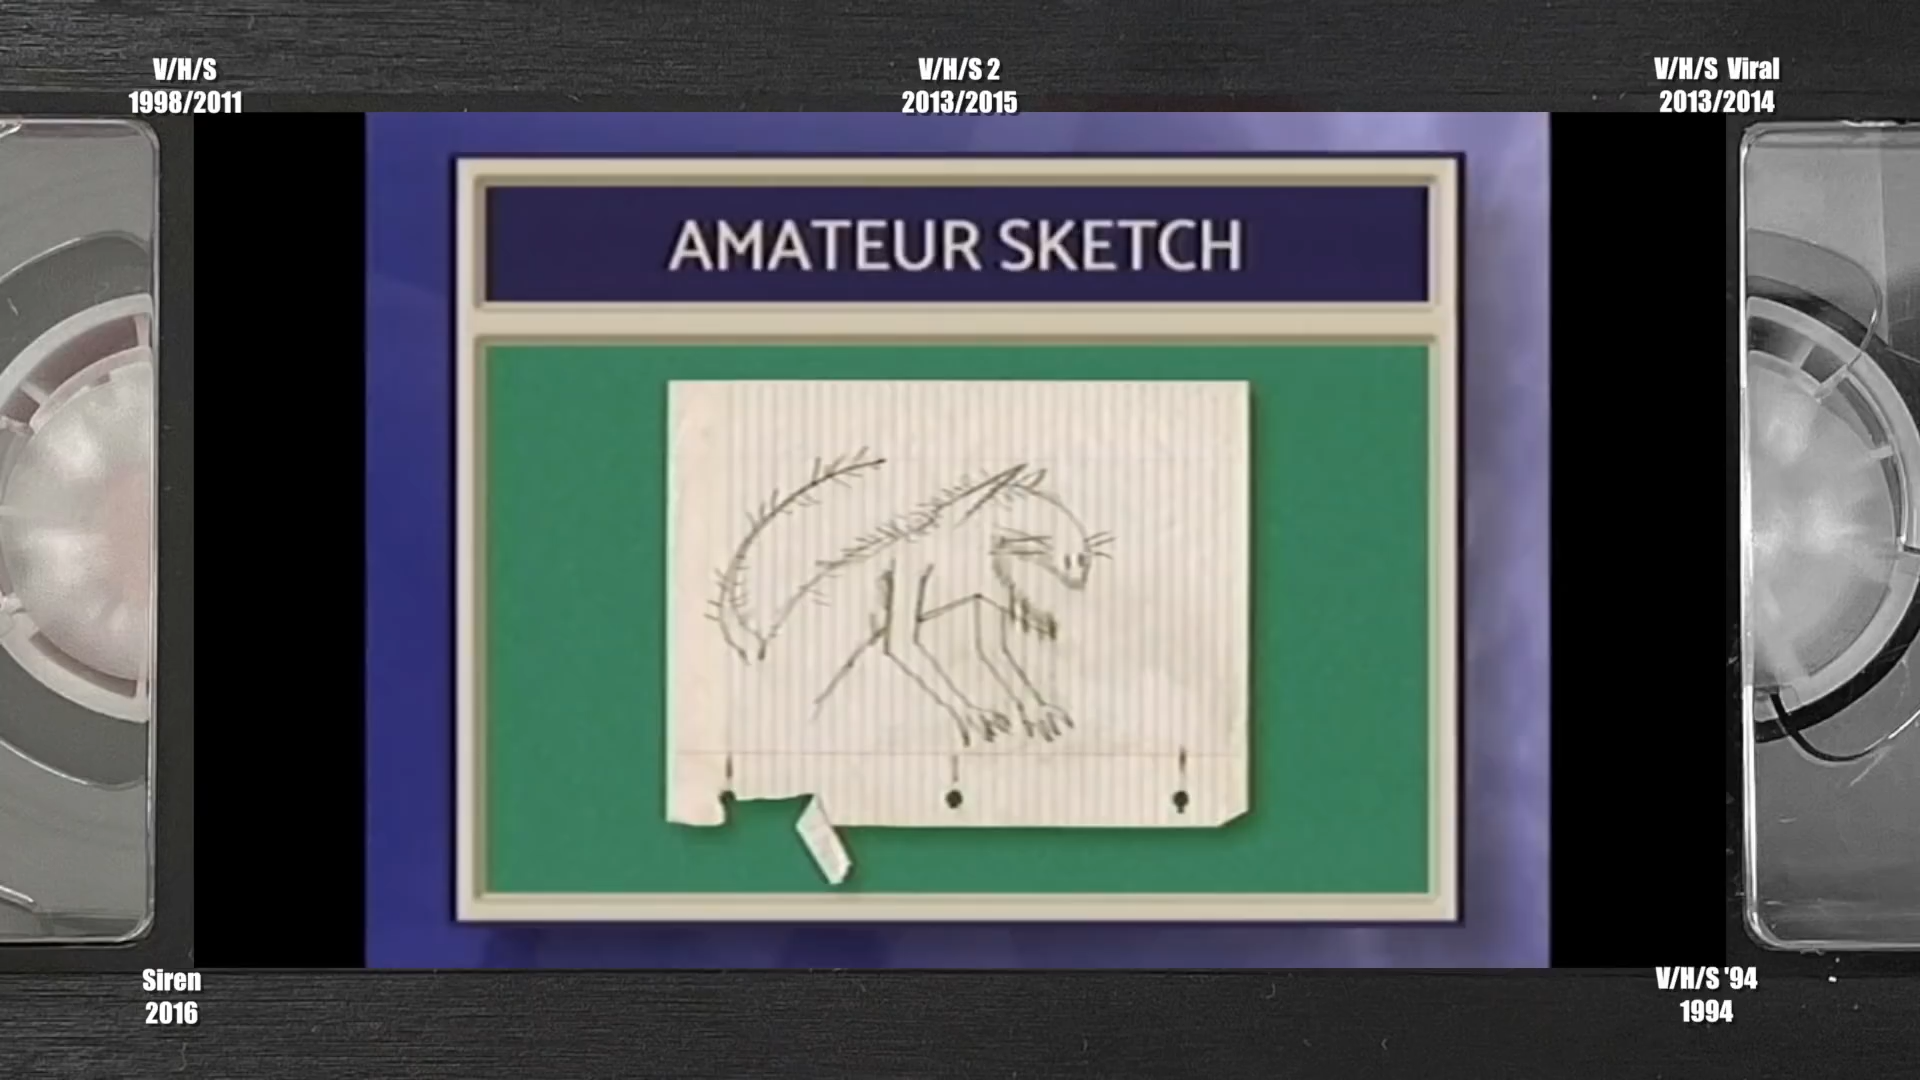 V/H/S
1998/2011
V/H/S 2
2013/2015
V/H/S Viral
2013/2014
AMATEUR SKETCH
Siren
2016
V/H/S '94
1994